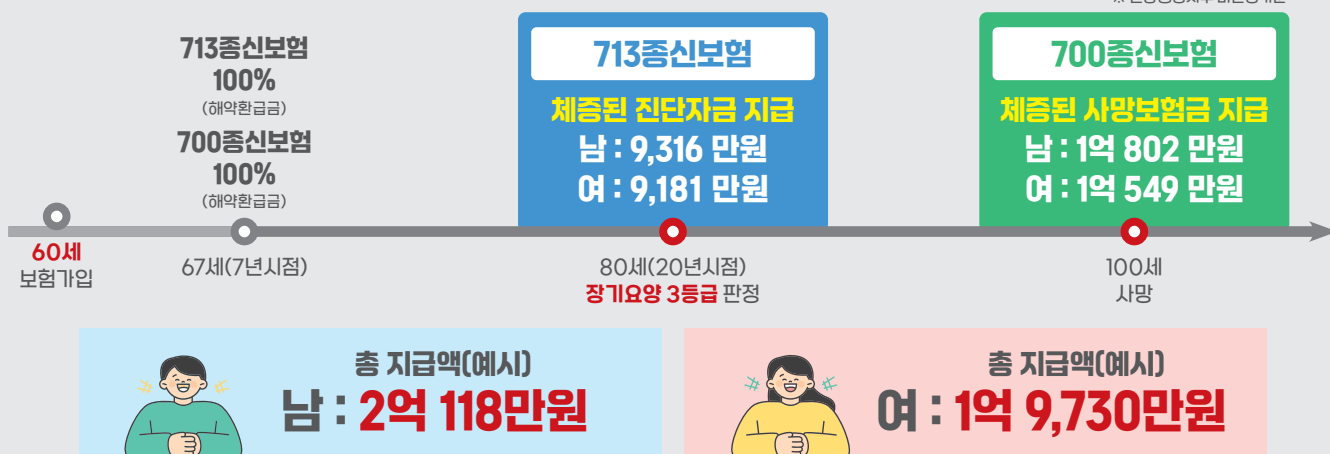 713종신보험
100%
(해약환급금)
700종신보험
100%
(해약환급금)
713종신보험
체증된 진단자금 지급
남 : 9,316 만원
여 : 9,181 만원
700종신보험
체증된 사망보험금 지급
남 : 1억 802 만원
여 : 1억 549 만원
60세
보험가입
67세(7년시점)
80세(20년시점)
장기요양 3등급 판정
100세
사망
총 지급액(예시)
남 : 2억 118만원
총 지급액(예시)
여 : 1억 9,730만원